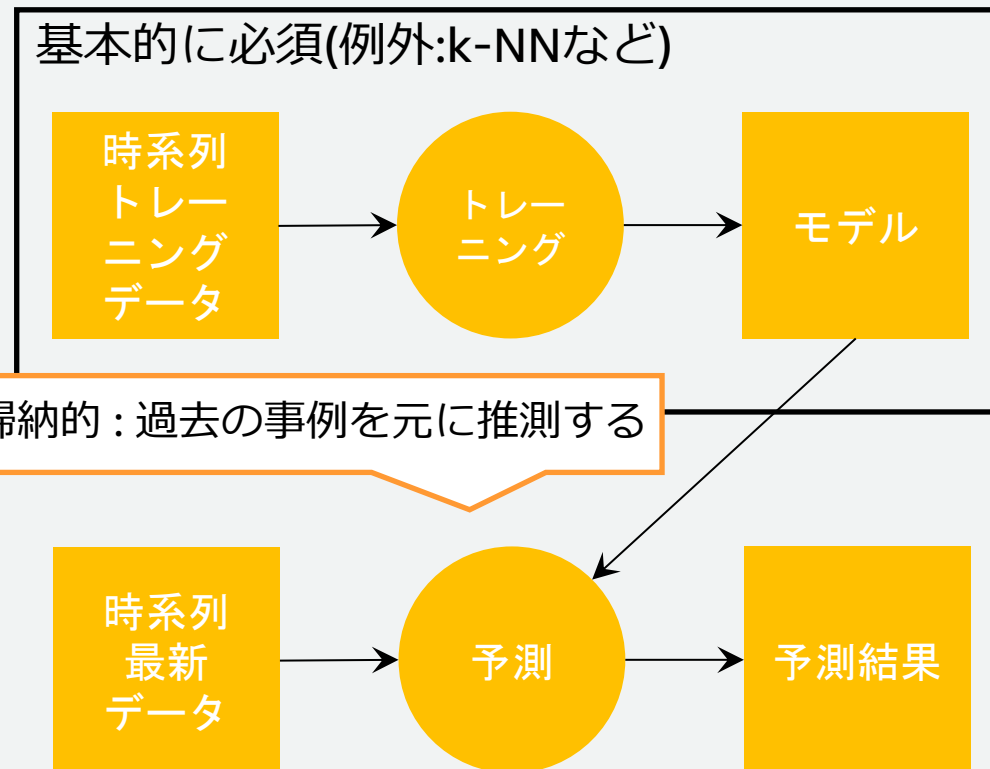 基本的に必須(例外:k-NNなど)
時系列
トレー
ニング
データ
トレー
ニング
モデル
帰納的 : 過去の事例を元に推測する
時系列
最新
データ
予測
予測結果